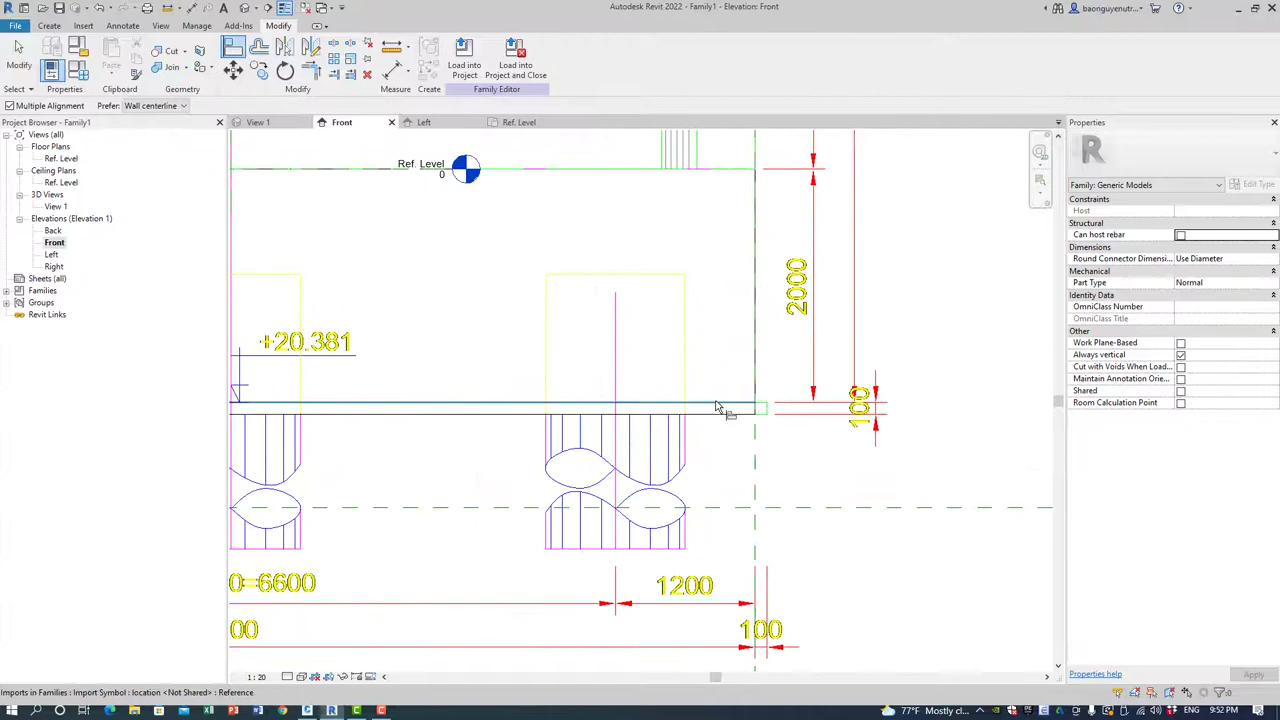 Autodesk Revit 2022 - Family1 - Elevation: Front
baonguyenutr...
File Create Insert Annotate View Manage Add-Ins Modify
Modify
Paste
Cut
Join
Load into
Project
Load into
Project and Close
Select Properties Clipboard Geometry Modify Measure Create Family Editor
Multiple Alignment Prefer: Wall centerline
Project Browser - Family1
Views (all)
Floor Plans
Ref. Level
Ceiling Plans
Ref. Level
3D Views
View 1
Elevations (Elevation 1)
Back
Front
Left
Right
Sheets (all)
Families
Groups
Revit Links
View 1
Front
Left
Ref. Level
Ref. Level
0
+20.381
2000
100
0=6600
1200
00
100
Properties
Family: Generic Models
Edit Type
Constraints
Host
Structural
Can host rebar
Dimensions
Round Connector Dimensi... Use Diameter
Mechanical
Part Type Normal
Identity Data
OmniClass Number
OmniClass Title
Other
Work Plane-Based
Always vertical
Cut with Voids When Load...
Maintain Annotation Orie...
Shared
Room Calculation Point
Properties help
Apply
1 : 20
Imports in Families : Import Symbol : location <Not Shared> : Reference
:0
77°F Mostly cl...
ENG
9:52 PM